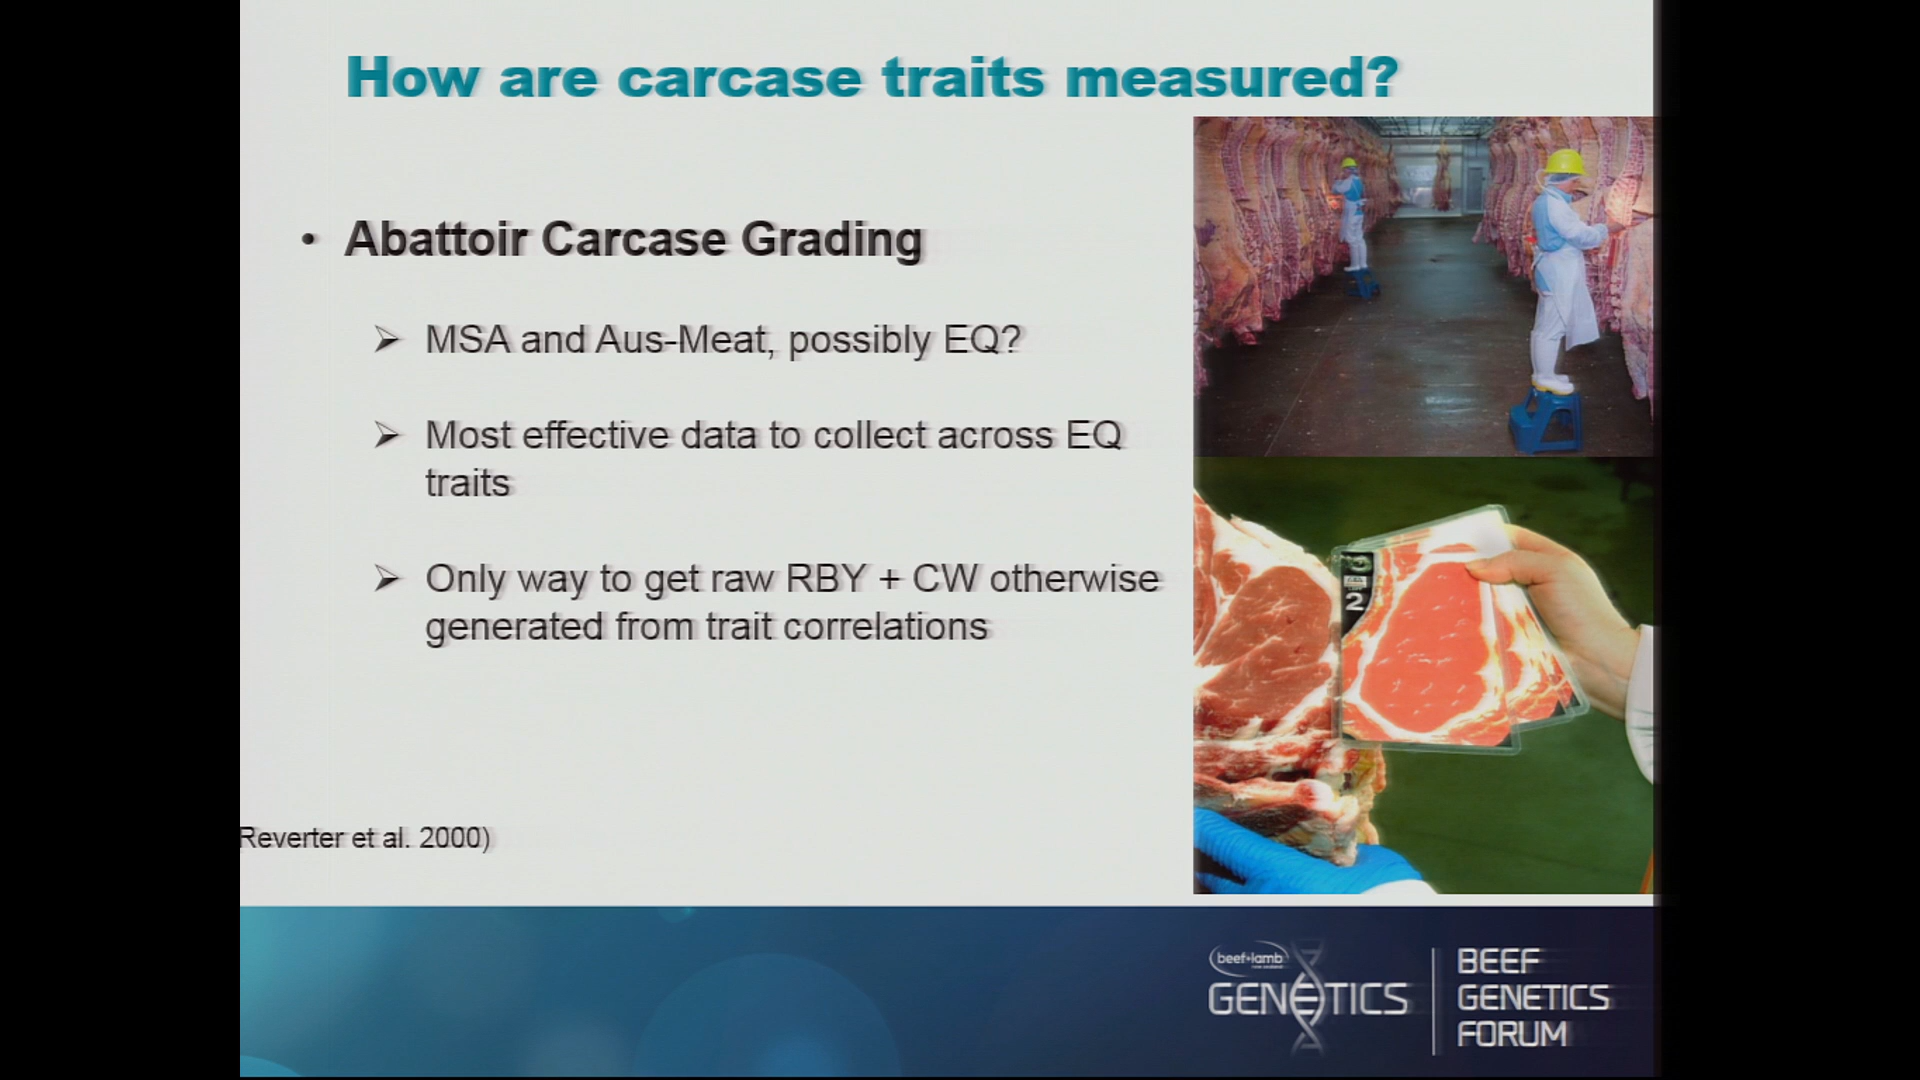 How are carcase traits measured?
• Abattoir Carcase Grading
➢ MSA and Aus-Meat, possibly EQ?
➢ Most effective data to collect across EQ
traits
➢ Only way to get raw RBY + CW otherwise
generated from trait correlations
2
Reverter et al. 2000)
beef+lamb
new zealand
GENETICS
BEEF
GENETICS
FORUM